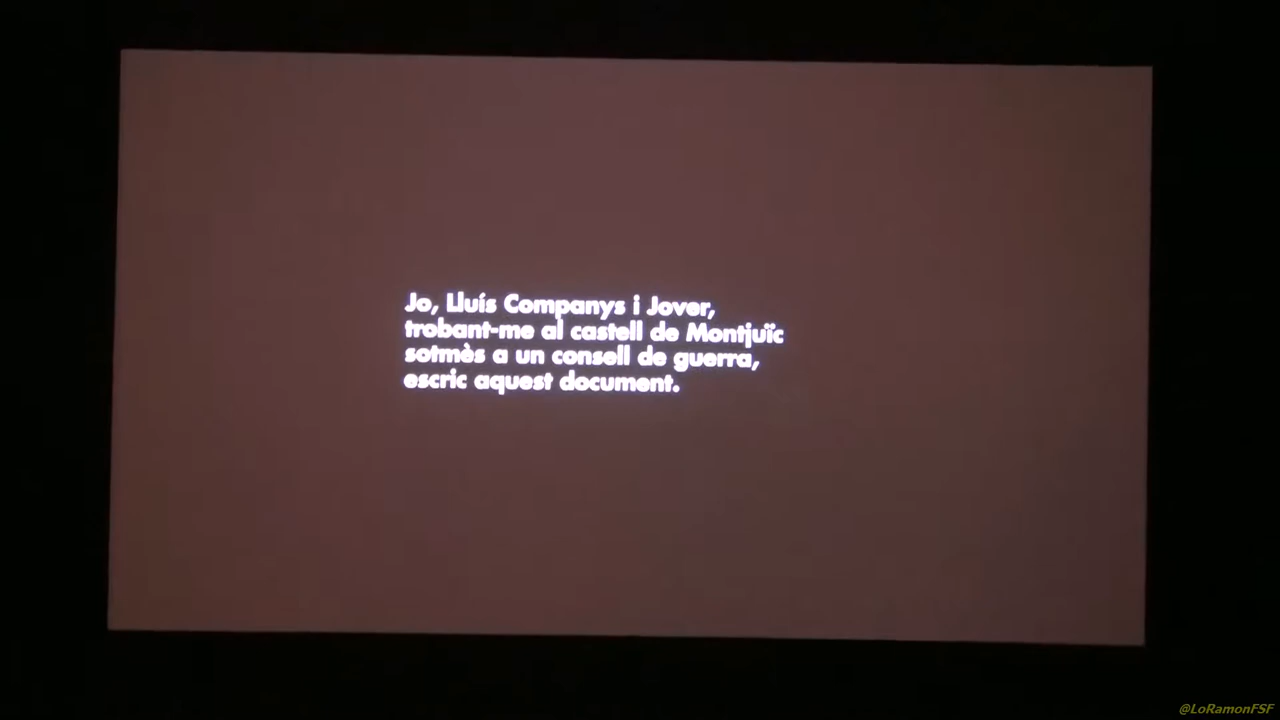 Jo, Lluís Companys i Jover,
trobant-me al castell de Montjuïc
sotmès a un consell de guerra,
escric aquest document.
@LoRamonFSF